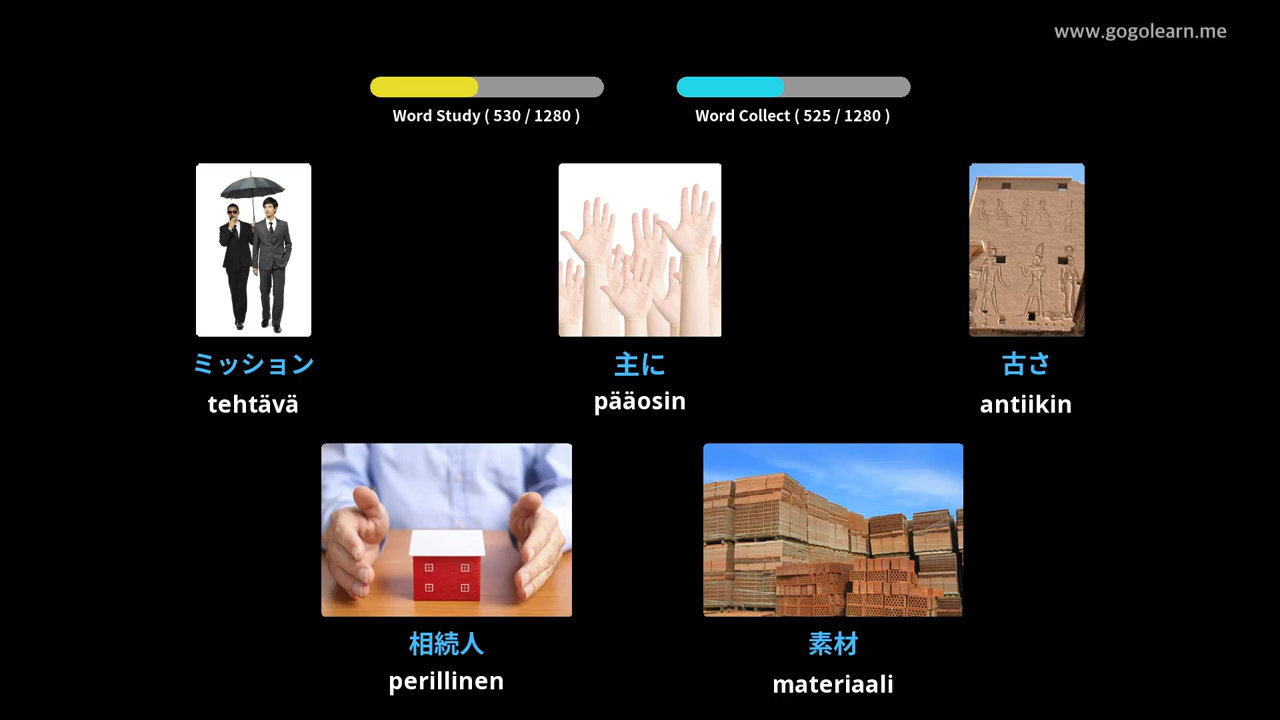 www.gogolearn.me
Word Study ( 530 / 1280 )
Word Collect ( 525 / 1280 )
ミッション
tehtävä
主に
pääosin
古さ
antiikin
相続人
perillinen
素材
materiaali